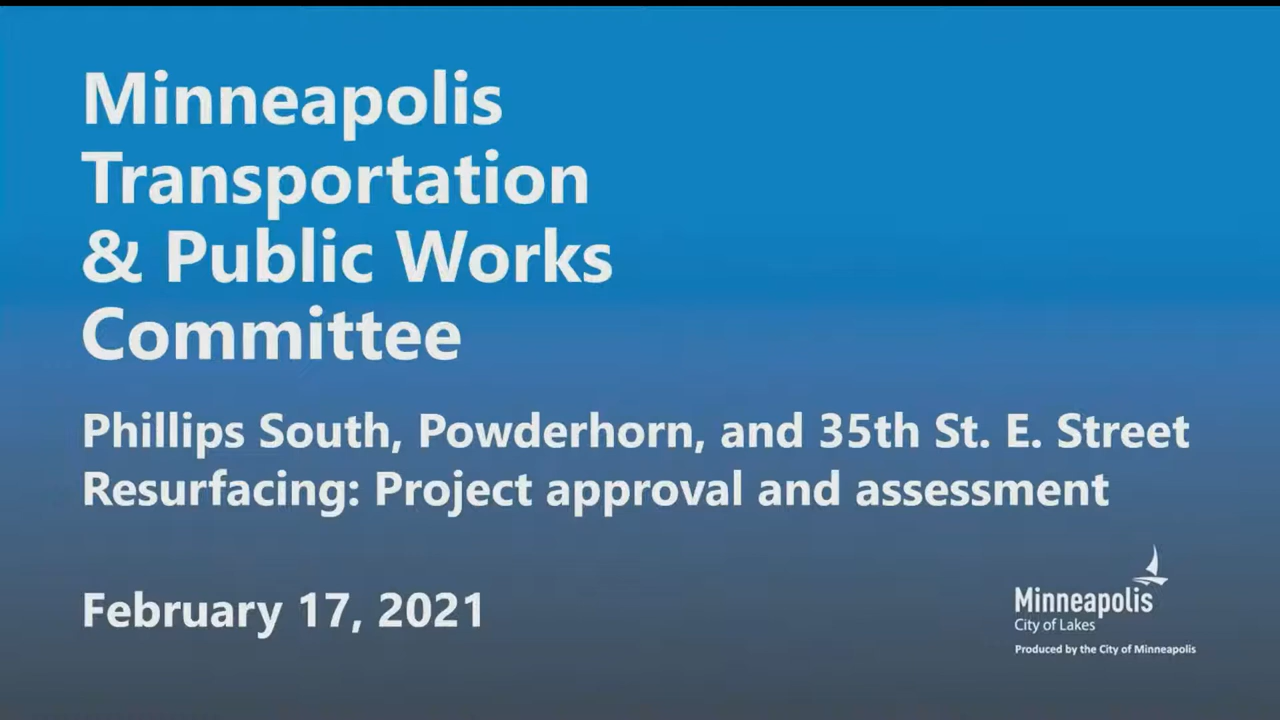 Minneapolis
Transportation
& Public Works
Committee
Phillips South, Powderhorn, and 35th St. E. Street
Resurfacing: Project approval and assessment
February 17, 2021
Minneapolis
City of Lakes
Produced by the City of Minneapolis